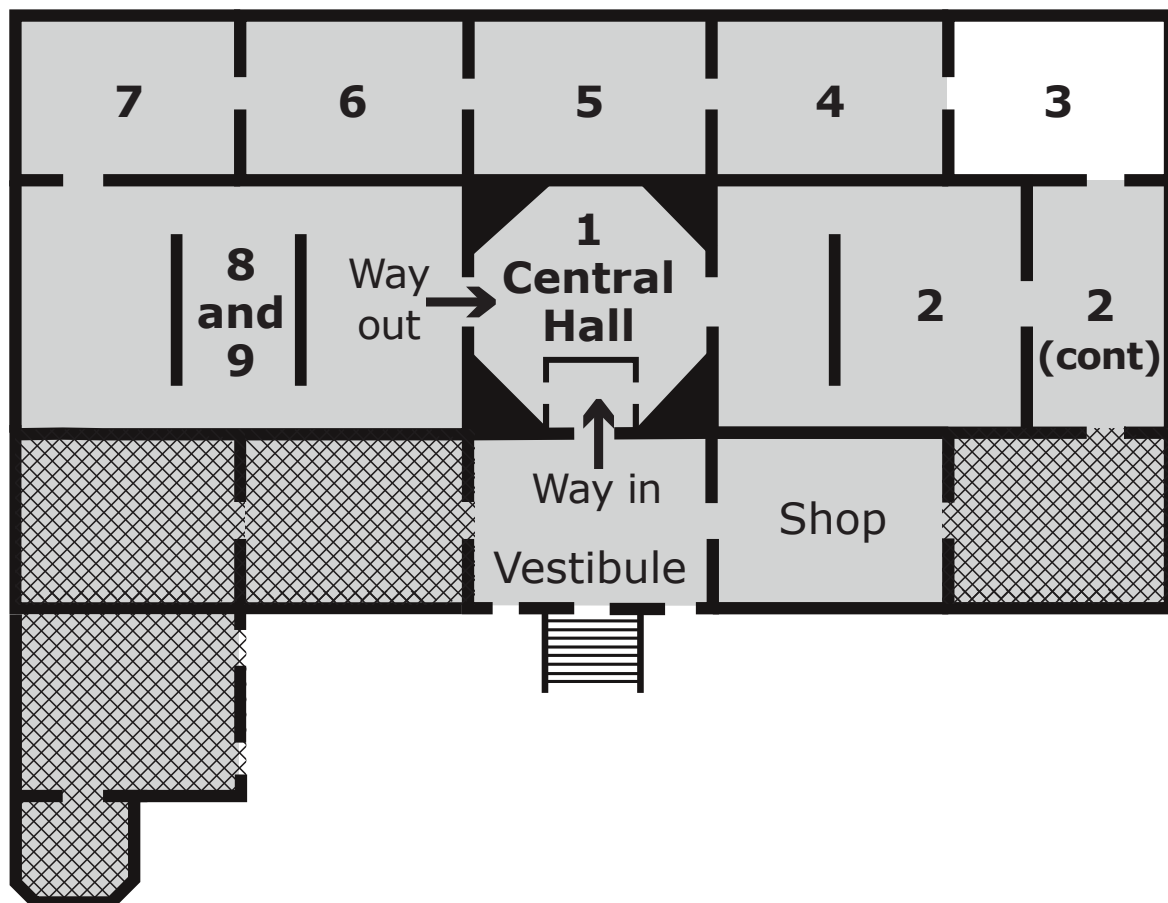 7
6
5
4
3
1
Central
Hall
8
and
9
Way
out
2
2
(cont)
Way in
Vestibule
Shop